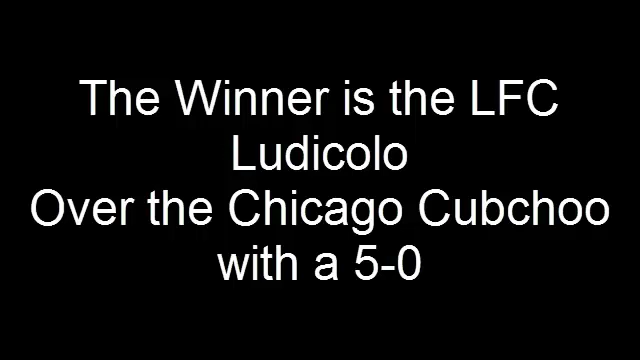 The Winner is the LFC
Ludicolo
Over the Chicago Cubchoo
with a 5-0